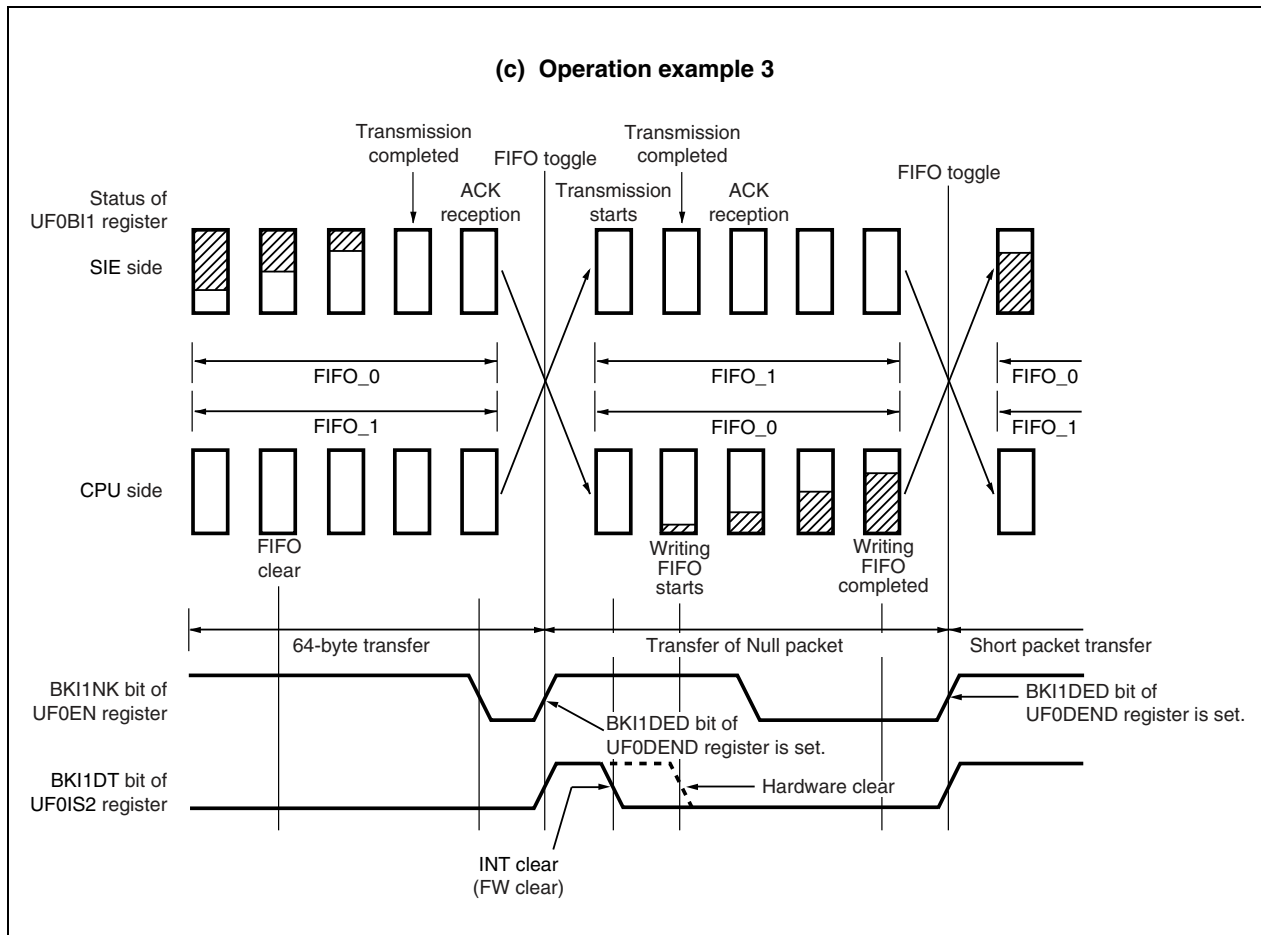 (c) Operation example 3
Transmission
completed
FIFO toggle
Transmission
completed
FIFO toggle
Status of
UF0BI1 register
ACK
reception
Transmission
starts
ACK
reception
SIE side
FIFO_0
FIFO_1
FIFO_0
FIFO_1
FIFO_0
FIFO_1
CPU side
FIFO
clear
Writing
FIFO
starts
Writing
FIFO
completed
64-byte transfer
Transfer of Null packet
Short packet transfer
BKI1NK bit of
UF0EN register
BKI1DED bit of
UF0DEND register is set.
BKI1DED bit of
UF0DEND register is set.
BKI1DT bit of
UF0IS2 register
Hardware clear
INT clear
(FW clear)